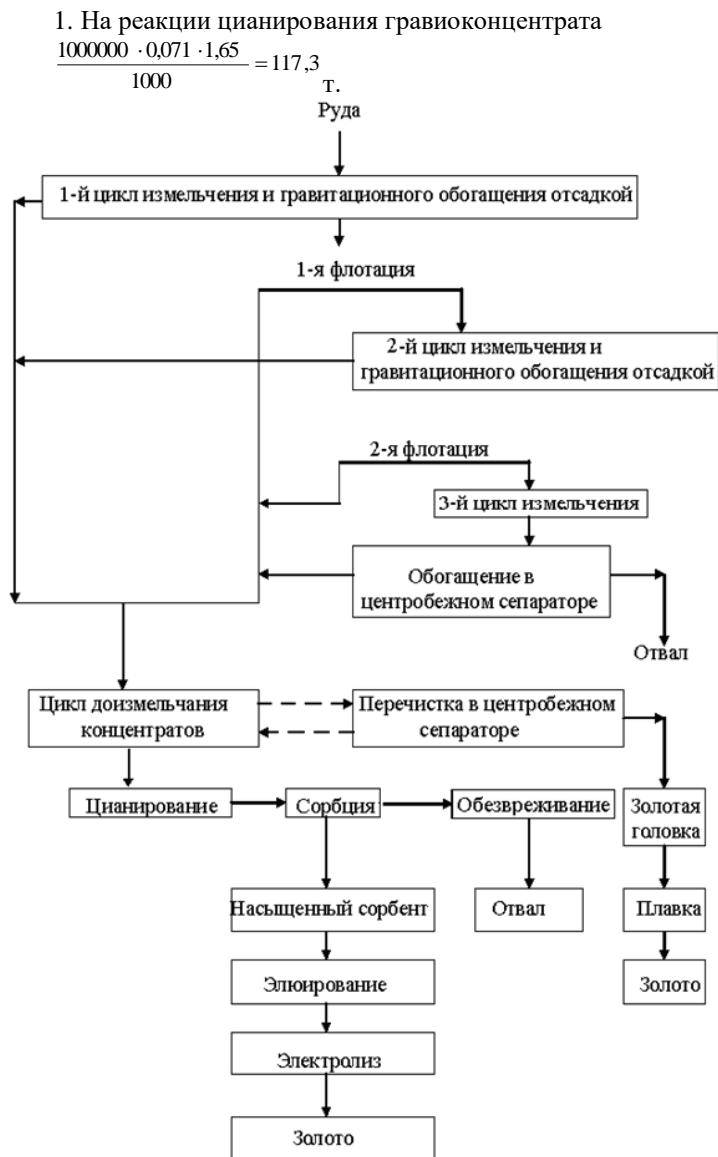 1. На реакции цианирования гравиоконцентрата
1000000 · 0,071 · 1,65
1000
= 117,3
т.
Руда
1-й цикл измельчения и гравитационного обогащения отсадкой
1-я флотация
2-й цикл измельчения и
гравитационного обогащения отсадкой
2-я флотация
3-й цикл измельчения
Обогащение в
центробежном сепараторе
Отвал
Цикл доизмельчания
концентратов
Перечистка в центробежном
сепараторе
Цианирование
Сорбция
Обезвреживание
Золотая
головка
Насыщенный сорбент
Отвал
Плавка
Элюирование
Золото
Электролиз
Золото